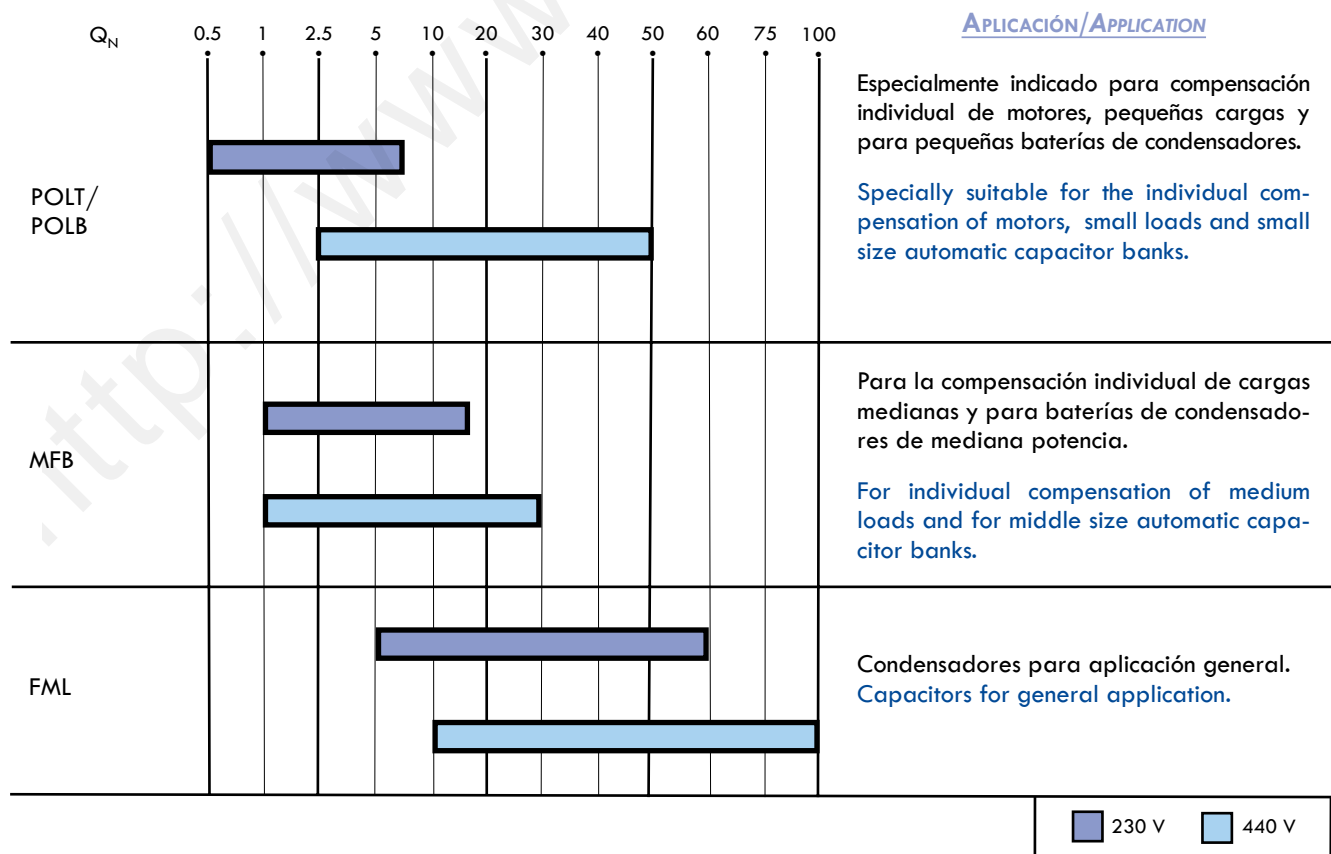 Q_N 0.5 1 2.5 5 10 20 30 40 50 60 75 100
APLICACIÓN/APPLICATION
POLT/
POLB
Especialmente indicado para compensación
individual de motores, pequeñas cargas y
para pequeñas baterías de condensadores.
Specially suitable for the individual com-
pensation of motors, small loads and small
size automatic capacitor banks.
MFB
Para la compensación individual de cargas
medianas y para baterías de condensado-
res de mediana potencia.
For individual compensation of medium
loads and for middle size automatic capa-
citor banks.
FML
Condensadores para aplicación general.
Capacitors for general application.
230 V 440 V
ttp://www